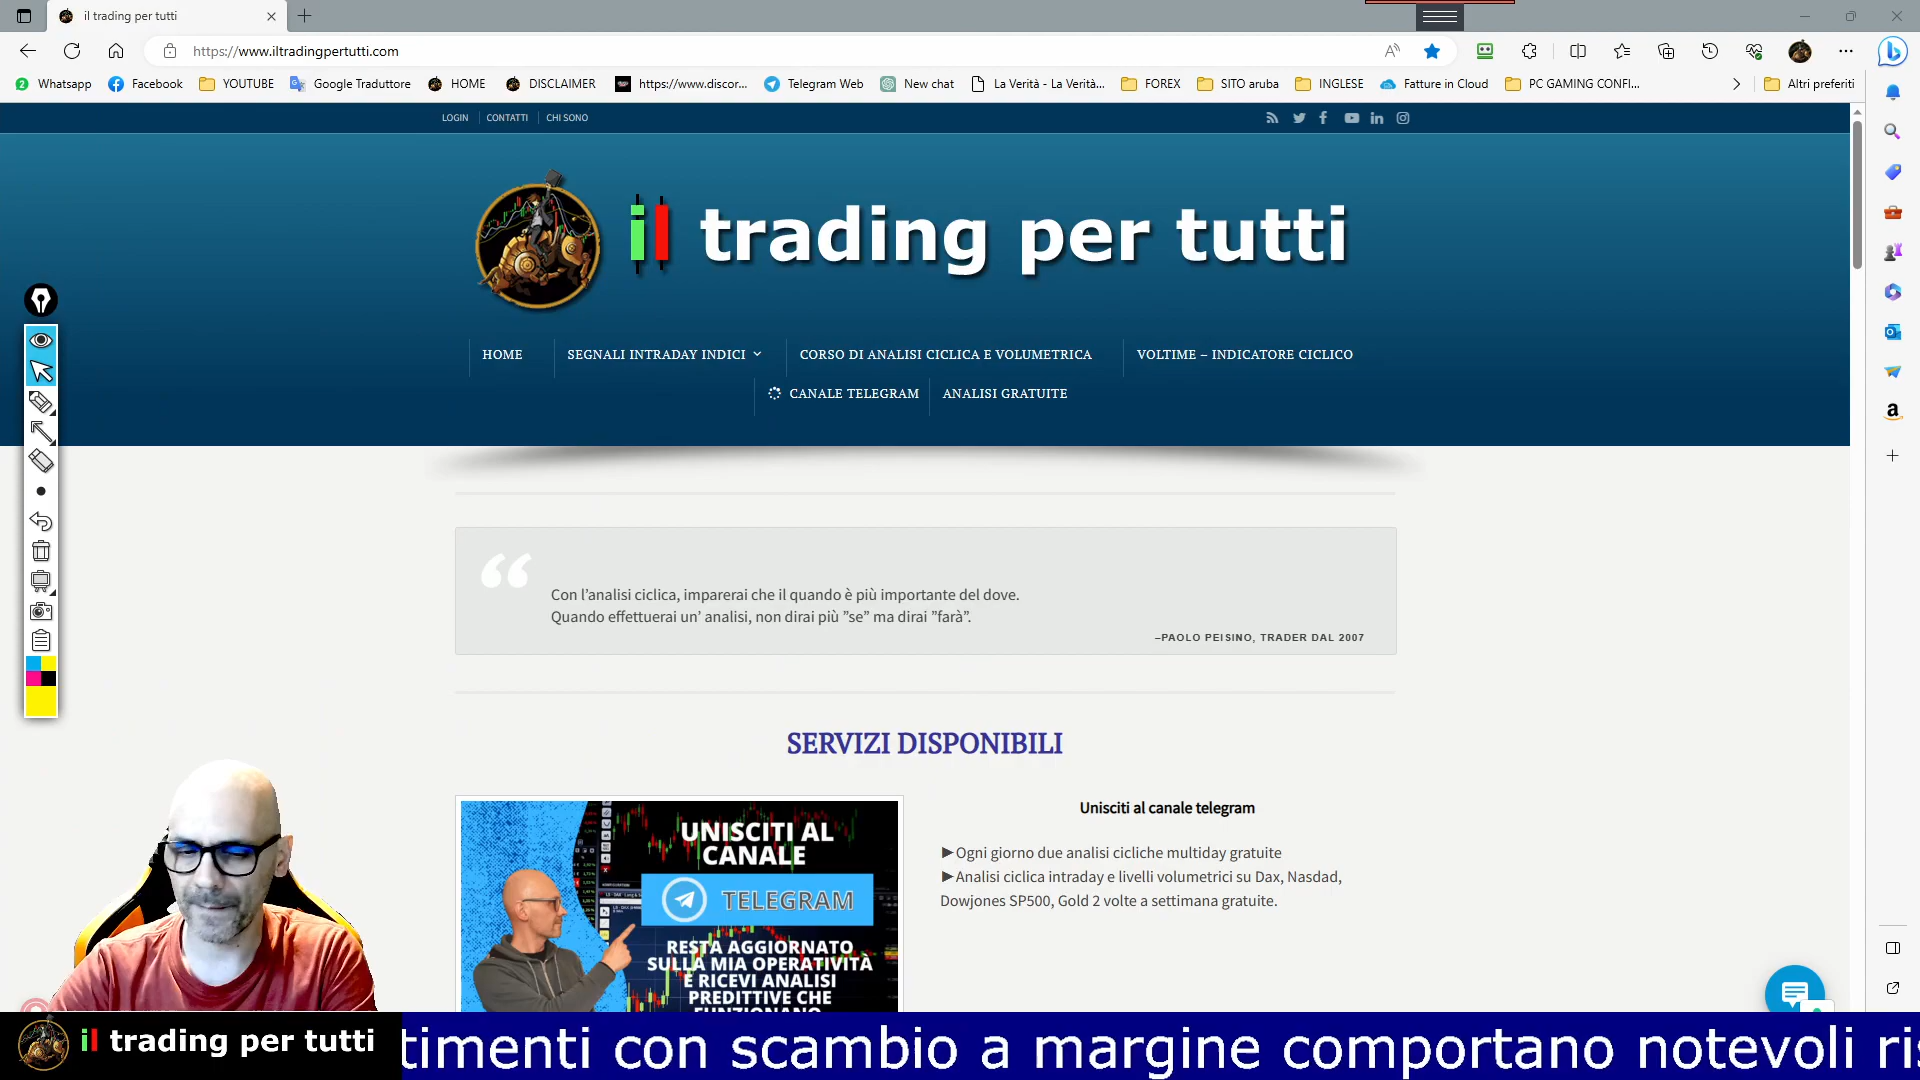 il trading per tutti
https://www.iltradingpertutti.com
Whatsapp
Facebook
YOUTUBE
Google Traduttore
HOME
DISCLAIMER
https://www.discor...
Telegram Web
New chat
La Verità - La Verità...
FOREX
SITO aruba
INGLESE
Fatture in Cloud
PC GAMING CONFI...
Altri preferiti
LOGIN
CONTATTI
CHI SONO
il trading per tutti
HOME
SEGNALI INTRADAY INDICI
CORSO DI ANALISI CICLICA E VOLUMETRICA
VOLTIME – INDICATORE CICLICO
CANALE TELEGRAM
ANALISI GRATUITE
Con l’analisi ciclica, imparerai che il quando è più importante del dove.
Quando effettuerai un’ analisi, non dirai più ”se” ma dirai ”farà”.
–PAOLO PEISINO, TRADER DAL 2007
SERVIZI DISPONIBILI
UNISCITI AL
CANALE
TELEGRAM
RESTA AGGIORNATO
SULLA MIA OPERATIVITÀ
E RICEVI ANALISI
PREDITTIVE CHE
FUNZIONANO
Unisciti al canale telegram
►Ogni giorno due analisi cicliche multiday gratuite
►Analisi ciclica intraday e livelli volumetrici su Dax, Nasdad,
Dowjones SP500, Gold 2 volte a settimana gratuite.
il trading per tutti
timenti con scambio a margine comportano notevoli ris